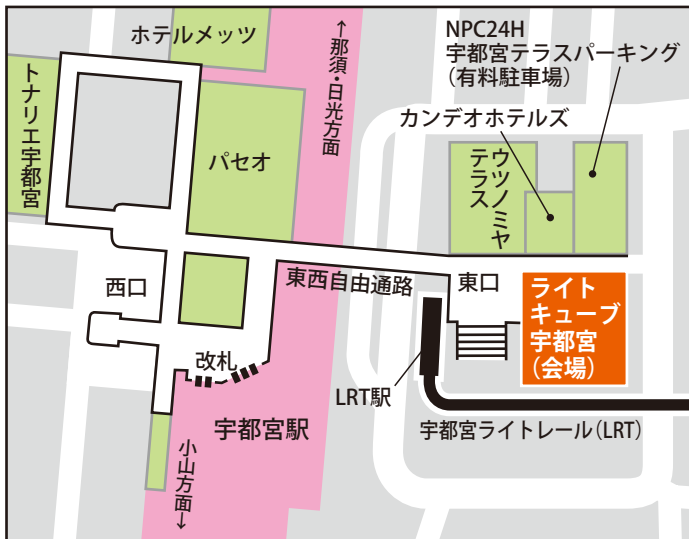 ホテルメッツ
↑那須・日光方面
NPC24H
宇都宮テラスパーキング
（有料駐車場）
カンデオホテルズ
トナリエ宇都宮
パセオ
ウツノミヤ
テラス
東西自由通路
西口
東口
ライト
キューブ
宇都宮
（会場）
改札
LRT駅
宇都宮駅
宇都宮ライトレール（LRT）
小山方面↓